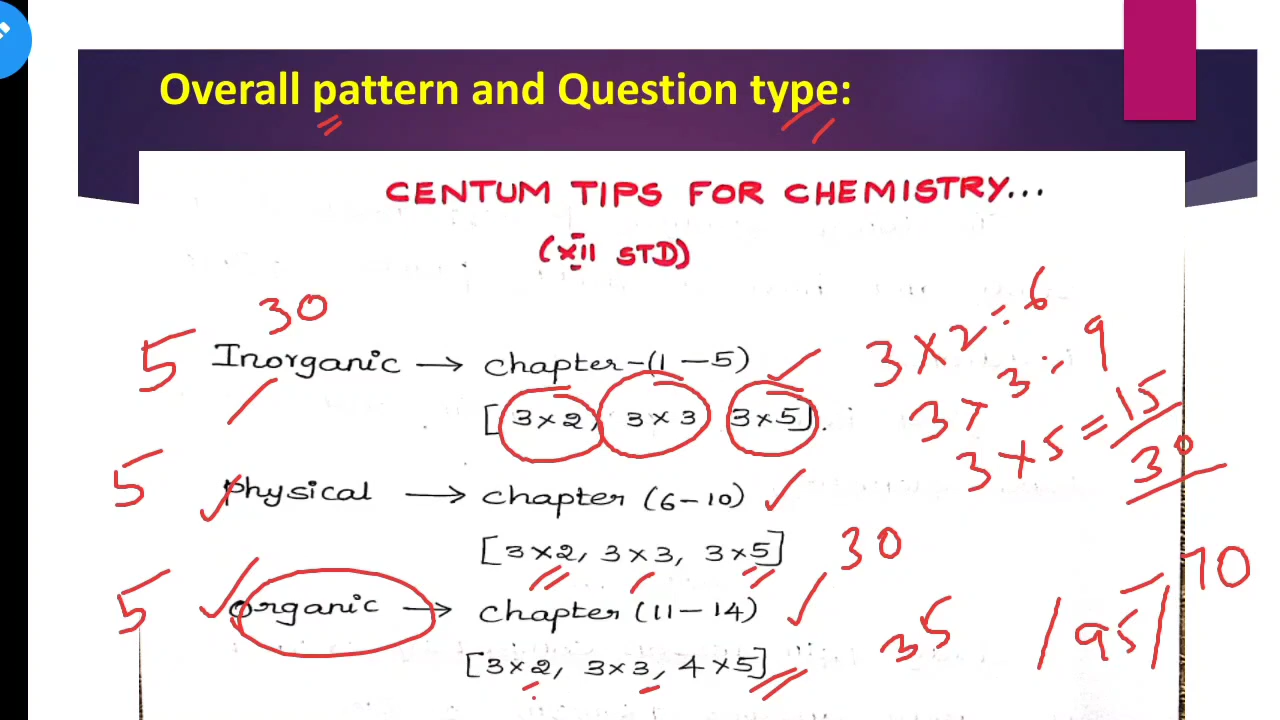 Overall pattern and Question type:
CENTUM TIPS FOR CHEMISTRY...
(XII STD)
30
5 Inorganic → chapter-(1-5)
[3×2, 3×3, 3×5].
3×2=6
3×3=9
3×5=15
30
5 Physical → chapter (6-10)
[3×2, 3×3, 3×5] 30
5 organic → chapter (11-14)
[3×2, 3×3, 4×5] 35 /95/ 70